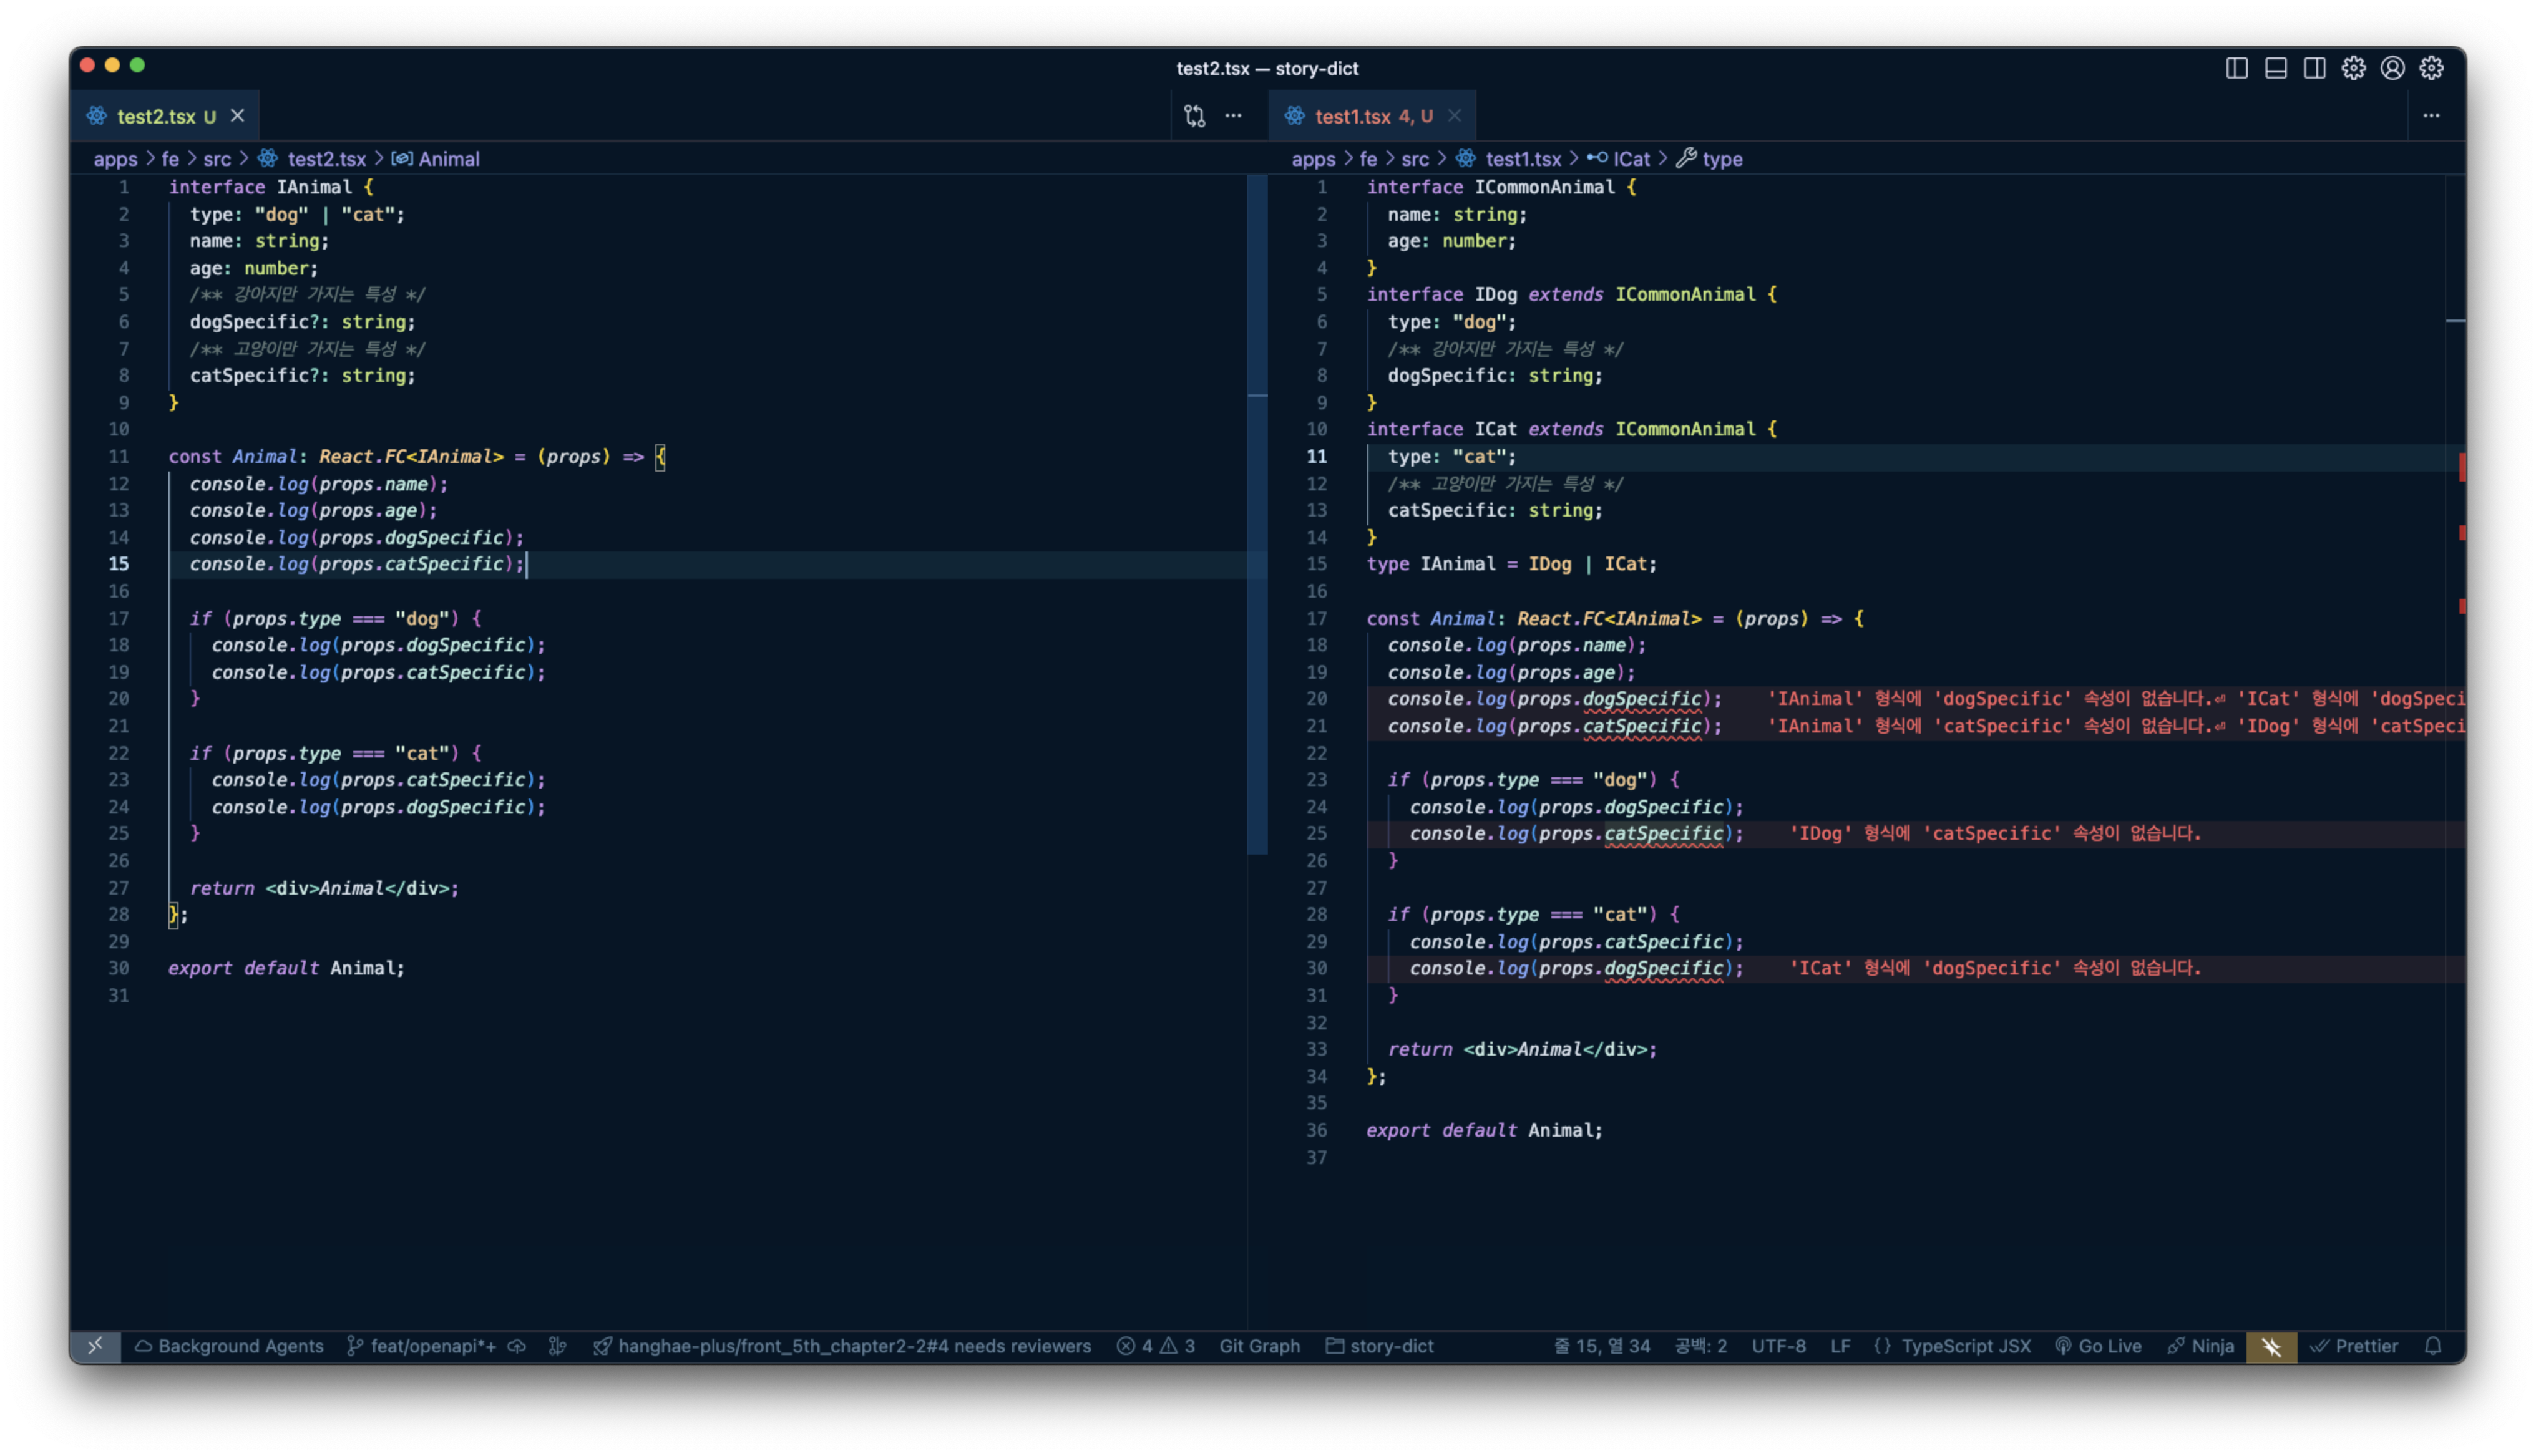 test2.tsx — story-dict
test2.tsx U
apps > fe > src > test2.tsx > Animal
1 interface IAnimal {
2 type: "dog" | "cat";
3 name: string;
4 age: number;
5 /** 강아지만 가지는 특성 */
6 dogSpecific?: string;
7 /** 고양이만 가지는 특성 */
8 catSpecific?: string;
9 }
10
11 const Animal: React.FC<IAnimal> = (props) => {
12 console.log(props.name);
13 console.log(props.age);
14 console.log(props.dogSpecific);
15 console.log(props.catSpecific);
16
17 if (props.type === "dog") {
18 console.log(props.dogSpecific);
19 console.log(props.catSpecific);
20 }
21
22 if (props.type === "cat") {
23 console.log(props.catSpecific);
24 console.log(props.dogSpecific);
25 }
26
27 return <div>Animal</div>;
28 };
29
30 export default Animal;
31
test1.tsx 4, U
apps > fe > src > test1.tsx > ICat > type
1 interface ICommonAnimal {
2 name: string;
3 age: number;
4 }
5 interface IDog extends ICommonAnimal {
6 type: "dog";
7 /** 강아지만 가지는 특성 */
8 dogSpecific: string;
9 }
10 interface ICat extends ICommonAnimal {
11 type: "cat";
12 /** 고양이만 가지는 특성 */
13 catSpecific: string;
14 }
15 type IAnimal = IDog | ICat;
16
17 const Animal: React.FC<IAnimal> = (props) => {
18 console.log(props.name);
19 console.log(props.age);
20 console.log(props.dogSpecific); 'IAnimal' 형식에 'dogSpecific' 속성이 없습니다.⏎ 'ICat' 형식에 'dogSpeci
21 console.log(props.catSpecific); 'IAnimal' 형식에 'catSpecific' 속성이 없습니다.⏎ 'IDog' 형식에 'catSpeci
22
23 if (props.type === "dog") {
24 console.log(props.dogSpecific);
25 console.log(props.catSpecific); 'IDog' 형식에 'catSpecific' 속성이 없습니다.
26 }
27
28 if (props.type === "cat") {
29 console.log(props.catSpecific);
30 console.log(props.dogSpecific); 'ICat' 형식에 'dogSpecific' 속성이 없습니다.
31 }
32
33 return <div>Animal</div>;
34 };
35
36 export default Animal;
37
Background Agents feat/openapi*+ hanghae-plus/front_5th_chapter2-2#4 needs reviewers 4 3 Git Graph story-dict 줄 15, 열 34 공백: 2 UTF-8 LF {} TypeScript JSX Go Live Ninja Prettier